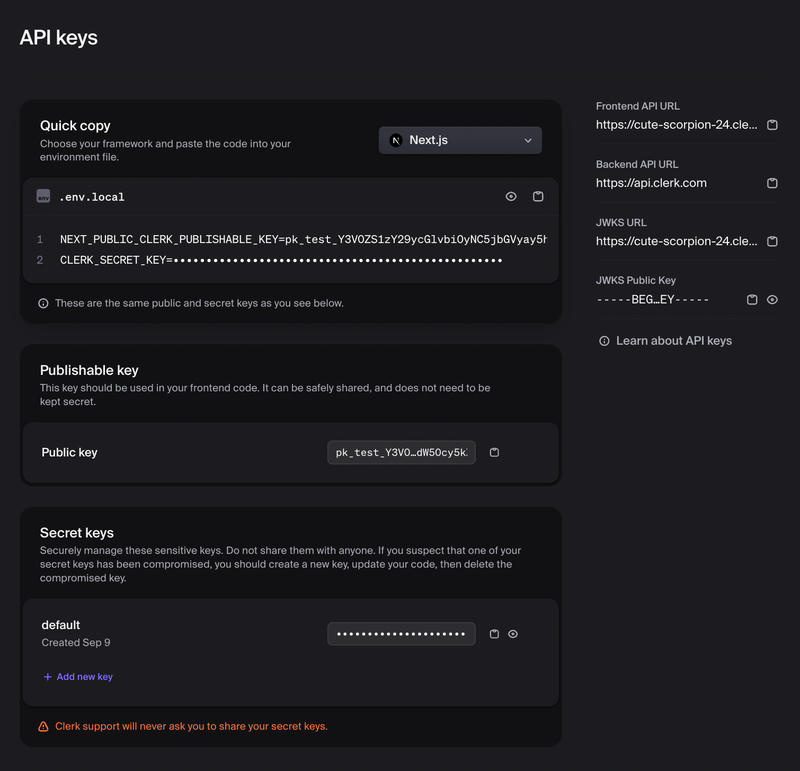 API keys
Quick copy
Choose your framework and paste the code into your
environment file.
Next.js
.env.local
1 NEXT_PUBLIC_CLERK_PUBLISHABLE_KEY=pk_test_Y3VOZS1zY29ycGlvbi0yNC5jbGVyay5h
2 CLERK_SECRET_KEY=••••••••••••••••••••••••••••••••••••••••••••••••••
These are the same public and secret keys as you see below.
Publishable key
This key should be used in your frontend code. It can be safely shared, and does not need to be
kept secret.
Public key
pk_test_Y3VO…dW5Ocy5k
Secret keys
Securely manage these sensitive keys. Do not share them with anyone. If you suspect that one of your
secret keys has been compromised, you should create a new key, update your code, then delete the
compromised key.
default
•••••••••••••••••••••
Created Sep 9
+ Add new key
Clerk support will never ask you to share your secret keys.
Frontend API URL
https://cute-scorpion-24.cle...
Backend API URL
https://api.clerk.com
JWKS URL
https://cute-scorpion-24.cle...
JWKS Public Key
-----BEG…EY-----
Learn about API keys